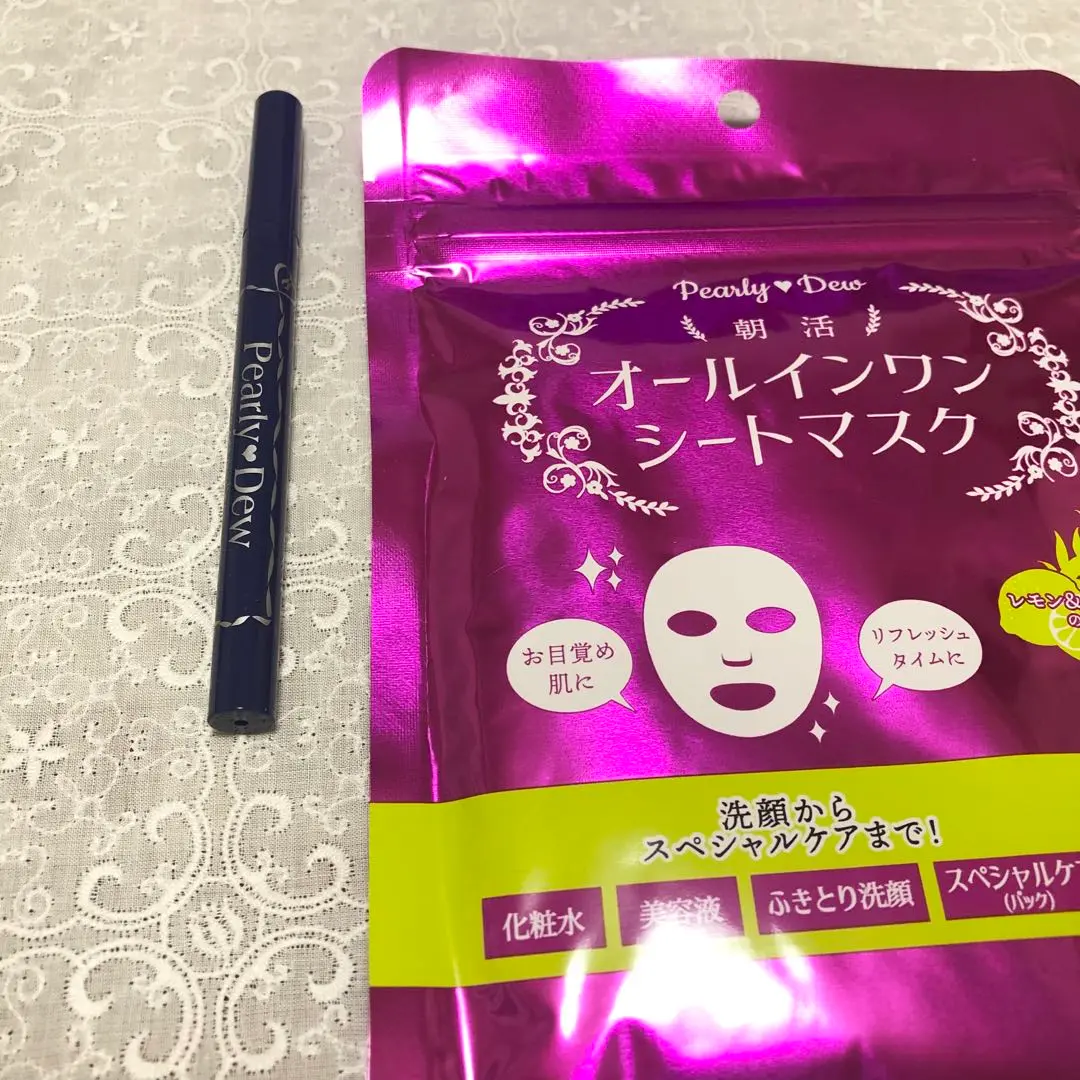 Pearly♥Dew
Pearly♥Dew
朝活
オールインワン
シートマスク
お目覚め
肌に
リフレッシュ
タイムに
レモン&
の
洗顔から
スペシャルケアまで!
化粧水
美容液
ふきとり洗顔
スペシャルケア
(パック)